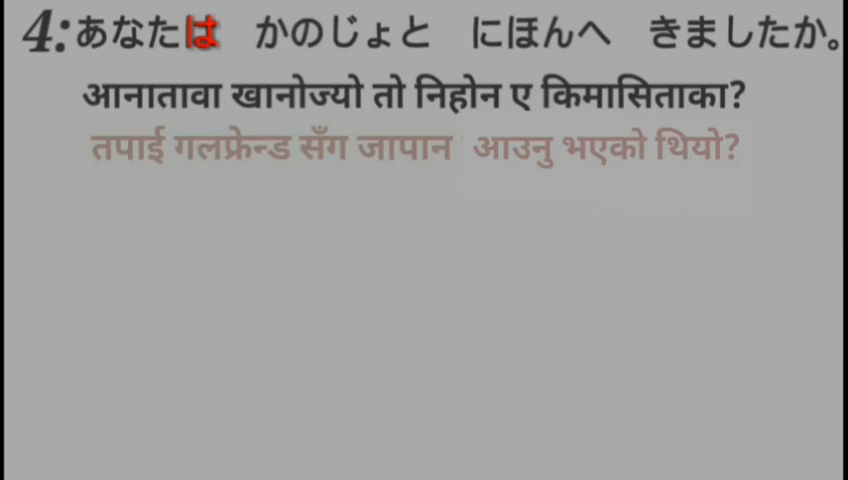 4:あなたは かのじょと にほんへ きましたか。
आनातावा खानोज्यो तो निहोन ए किमासिताका?
तपाई गलफ्रेन्ड सँग जापान आउनु भएको थियो?